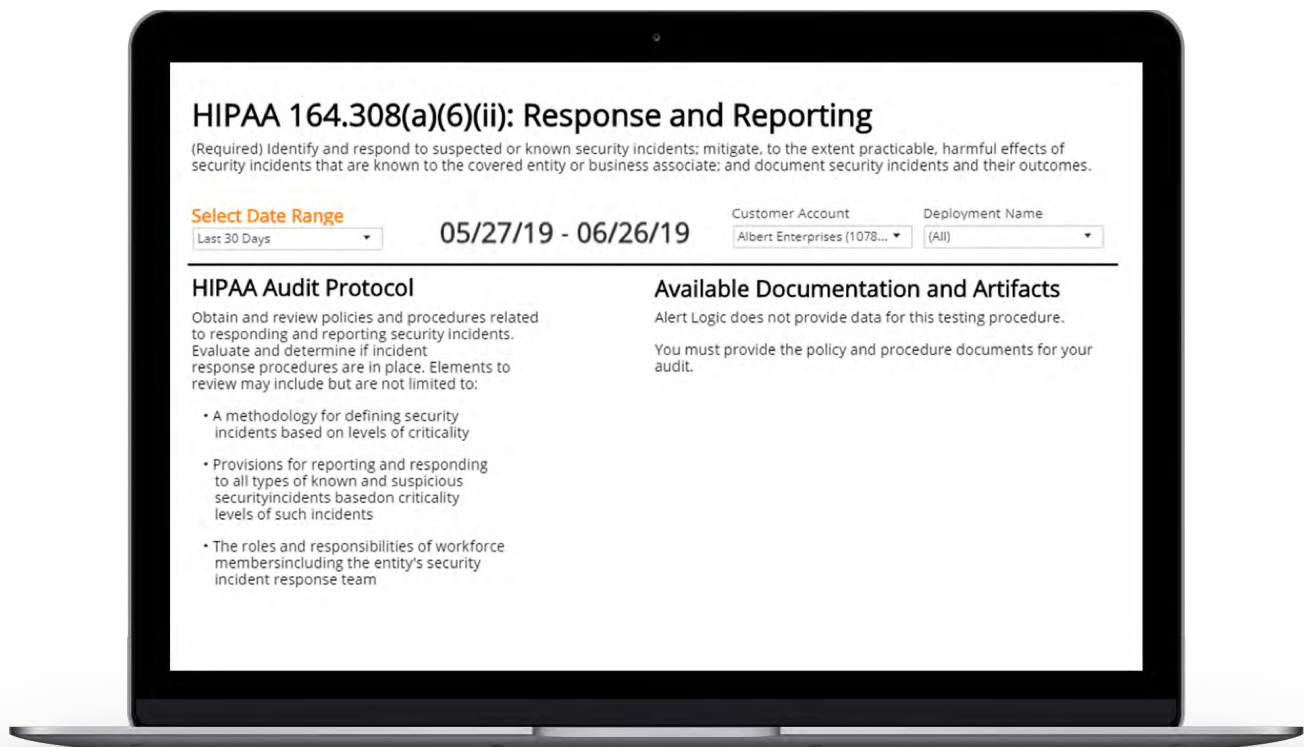 HIPAA 164.308(a)(6)(ii): Response and Reporting
(Required) Identify and respond to suspected or known security incidents; mitigate, to the extent practicable, harmful effects of
security incidents that are known to the covered entity or business associate; and document security incidents and their outcomes.
Select Date Range
Last 30 Days
05/27/19 - 06/26/19
Customer Account
Albert Enterprises (1078...
Deployment Name
(All)
HIPAA Audit Protocol
Obtain and review policies and procedures related
to responding and reporting security incidents.
Evaluate and determine if incident
response procedures are in place. Elements to
review may include but are not limited to:
• A methodology for defining security
incidents based on levels of criticality
• Provisions for reporting and responding
to all types of known and suspicious
securityincidents basedon criticality
levels of such incidents
• The roles and responsibilities of workforce
membersincluding the entity's security
incident response team
Available Documentation and Artifacts
Alert Logic does not provide data for this testing procedure.
You must provide the policy and procedure documents for your
audit.